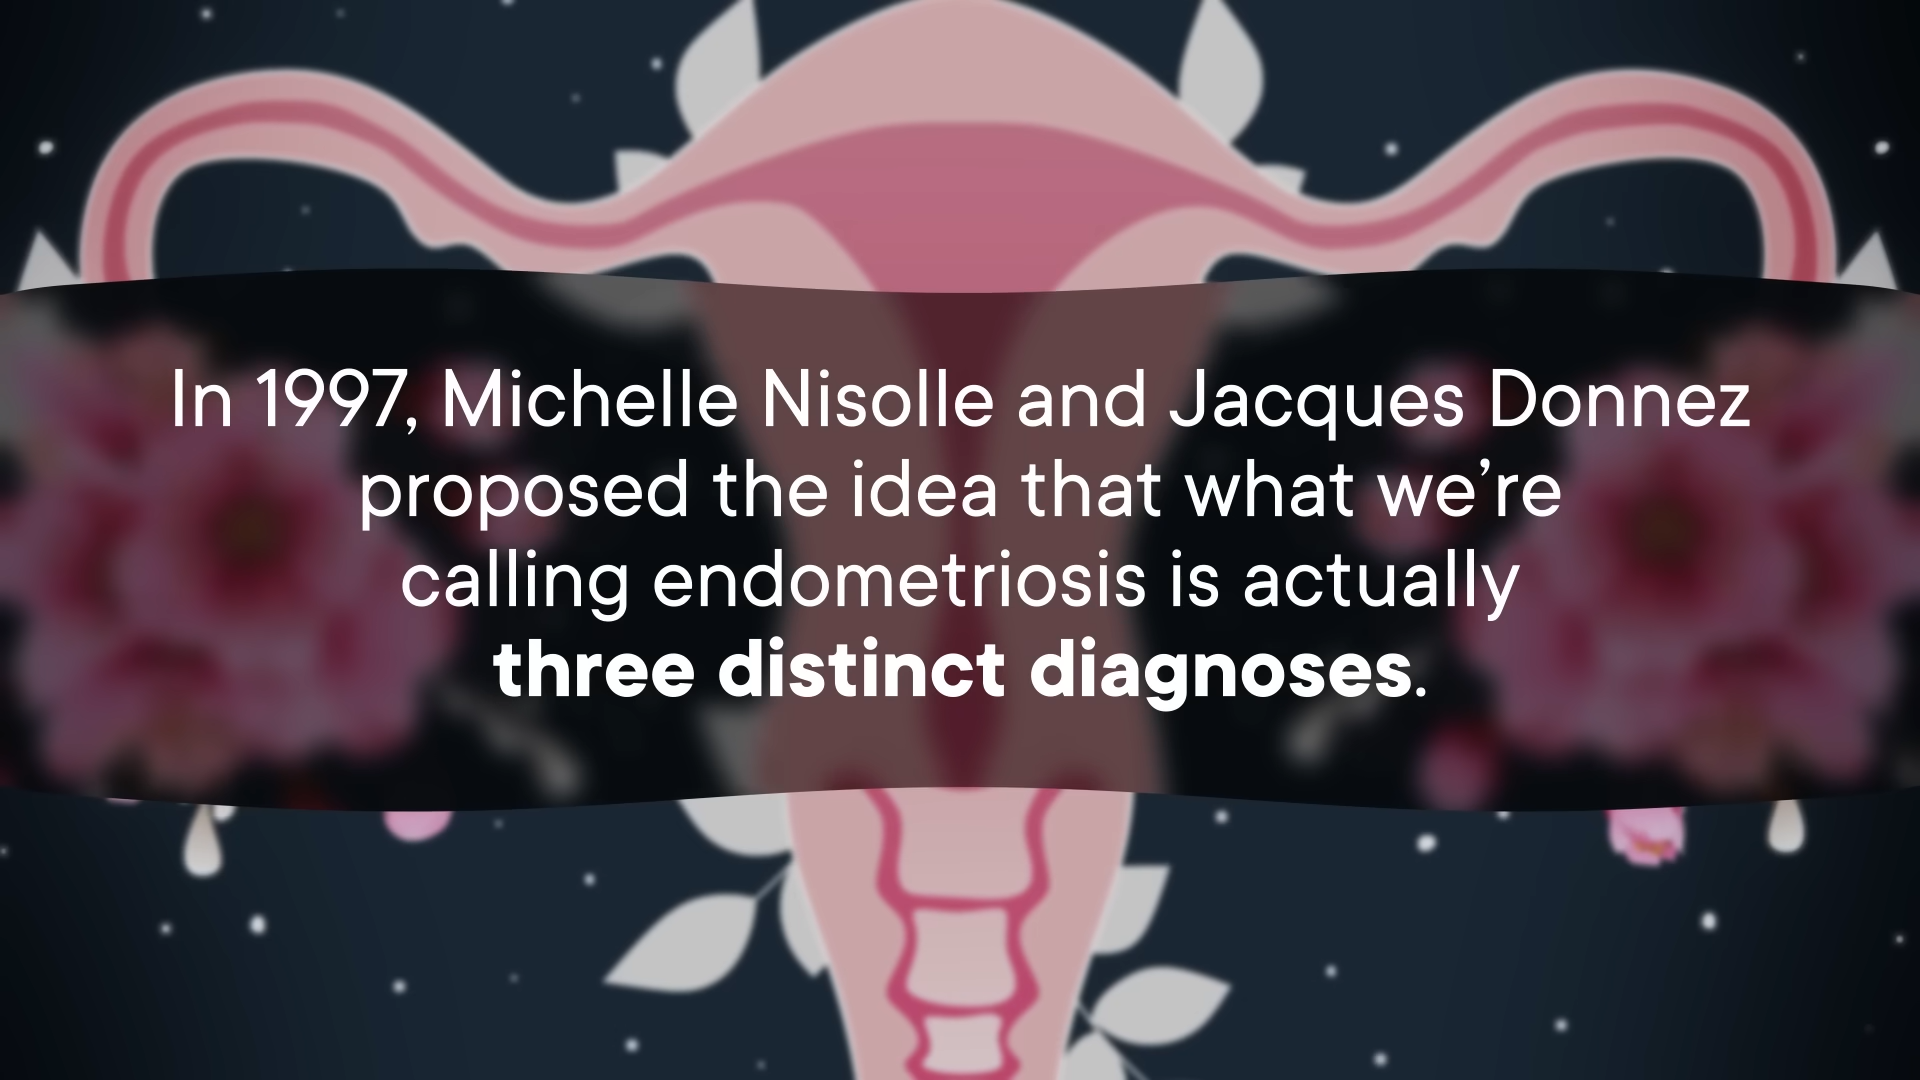 In 1997, Michelle Nisolle and Jacques Donnez
proposed the idea that what we’re
calling endometriosis is actually
three distinct diagnoses.